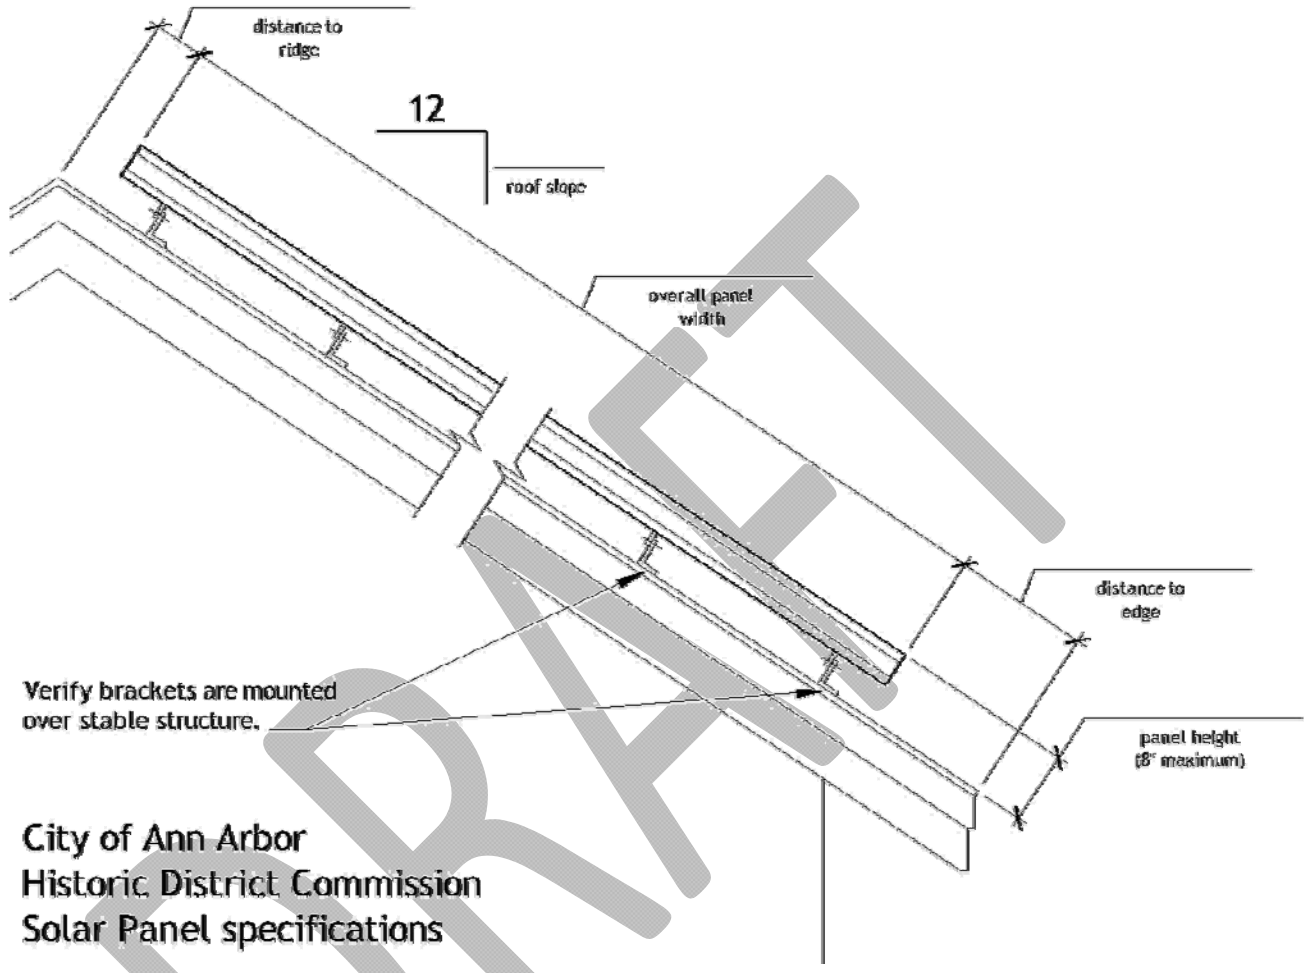 distance to
ridge
12
roof slope
overall panel
width
distance to
edge
Verify brackets are mounted
over stable structure.
panel height
(8" maximum)
City of Ann Arbor
Historic District Commission
Solar Panel specifications
DRAFT